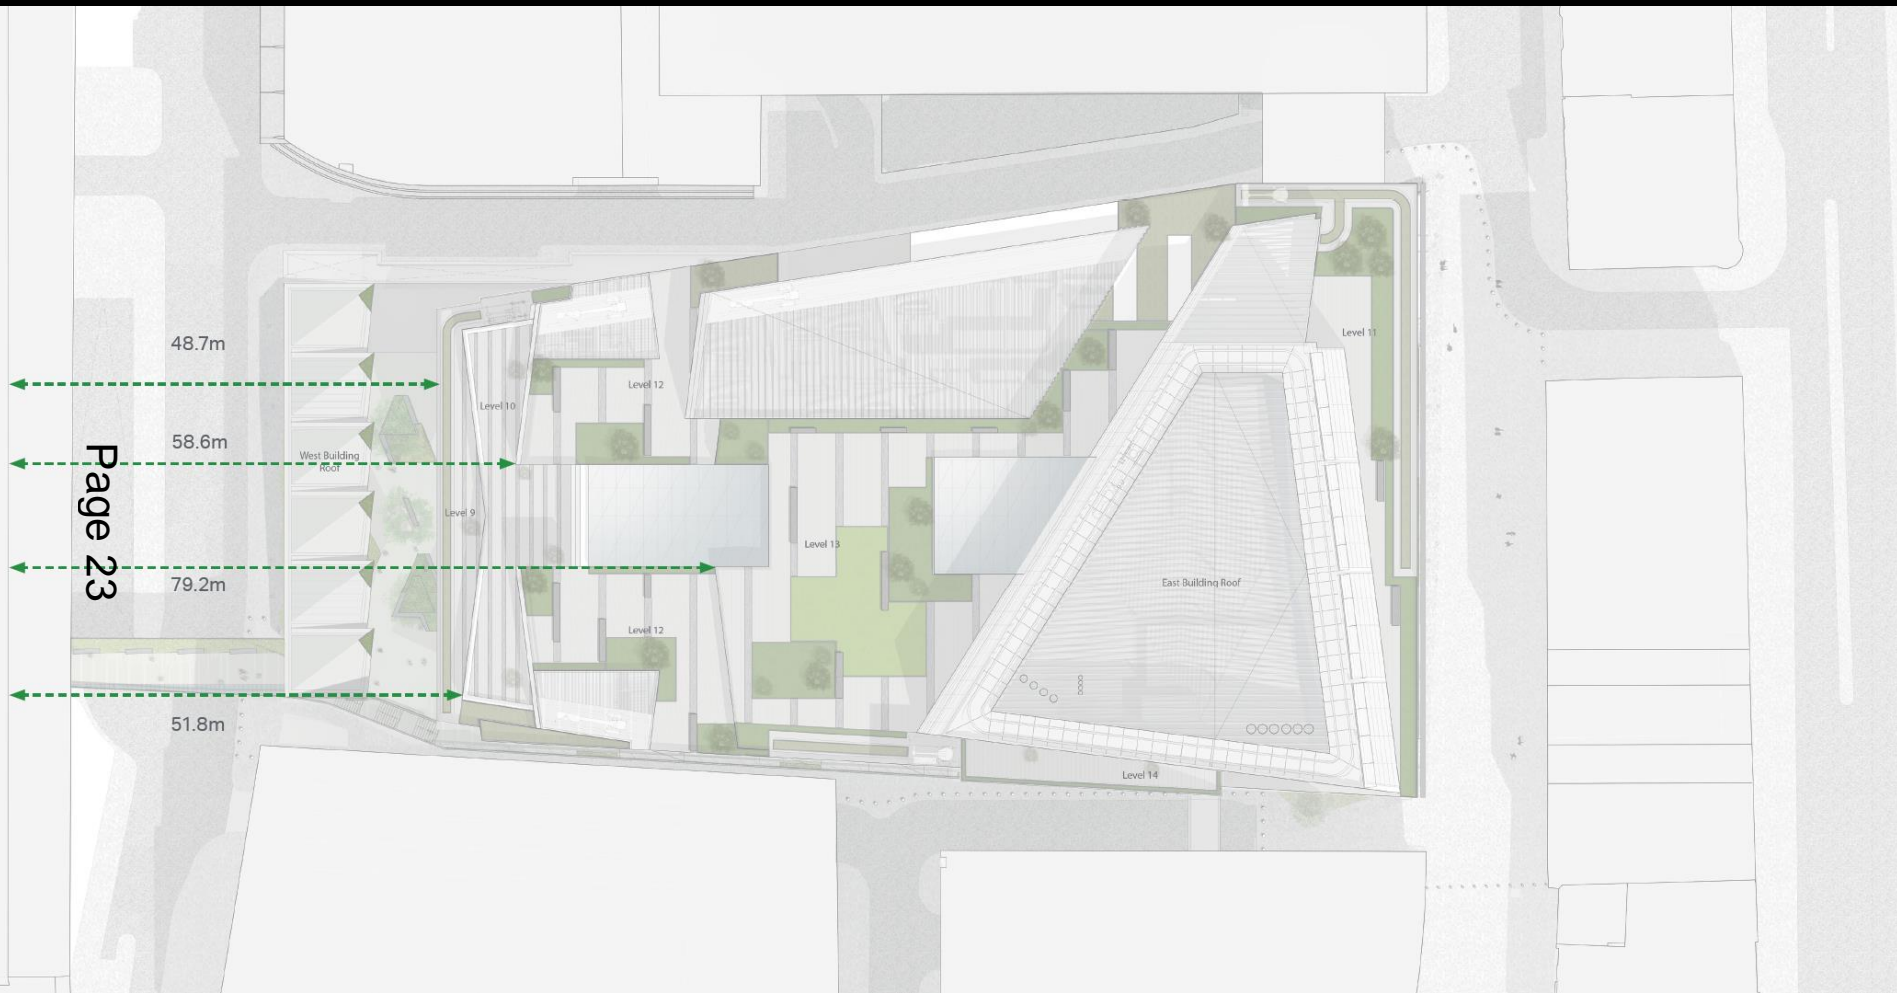 Level 11
48.7m
Level 12
Level 10
58.6m
West Building
Roof
Page 23
Level 9
Level 13
79.2m
East Building Roof
Level 12
51.8m
Level 14